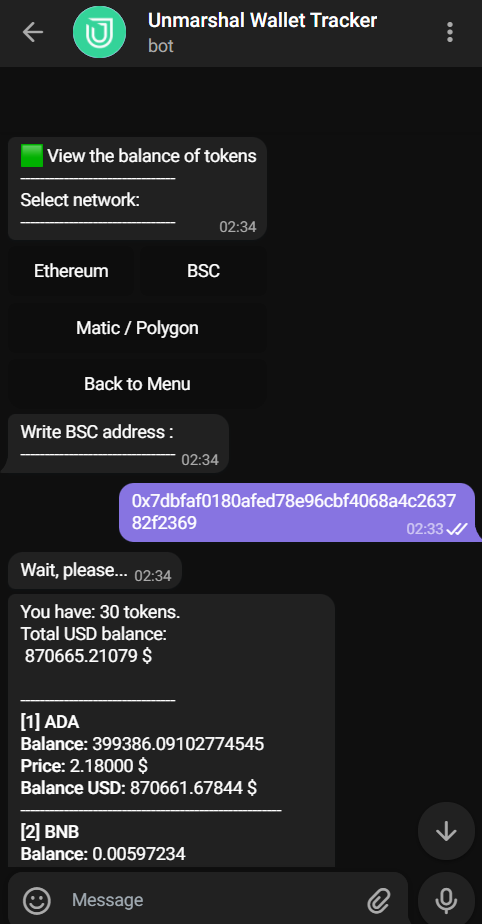 Unmarshal Wallet Tracker
bot
View the balance of tokens
--------------------------------
Select network:
--------------------------------
02:34
Ethereum
BSC
Matic / Polygon
Back to Menu
Write BSC address :
--------------------------------
02:34
0x7dbfaf0180afed78e96cbf4068a4c2637
82f2369
02:33
Wait, please... 02:34
You have: 30 tokens.
Total USD balance:
870665.21079 $
--------------------------------
[1] ADA
Balance: 399386.09102774545
Price: 2.18000 $
Balance USD: 870661.67844 $
------------------------------------------------------
[2] BNB
Balance: 0.00597234
Message